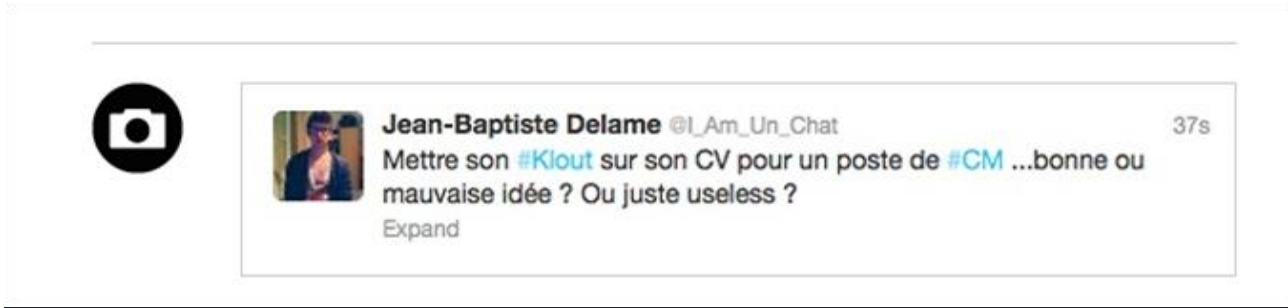 Jean-Baptiste Delame @I_Am_Un_Chat 37s
Mettre son #Klout sur son CV pour un poste de #CM ...bonne ou
mauvaise idée ? Ou juste useless ?
Expand